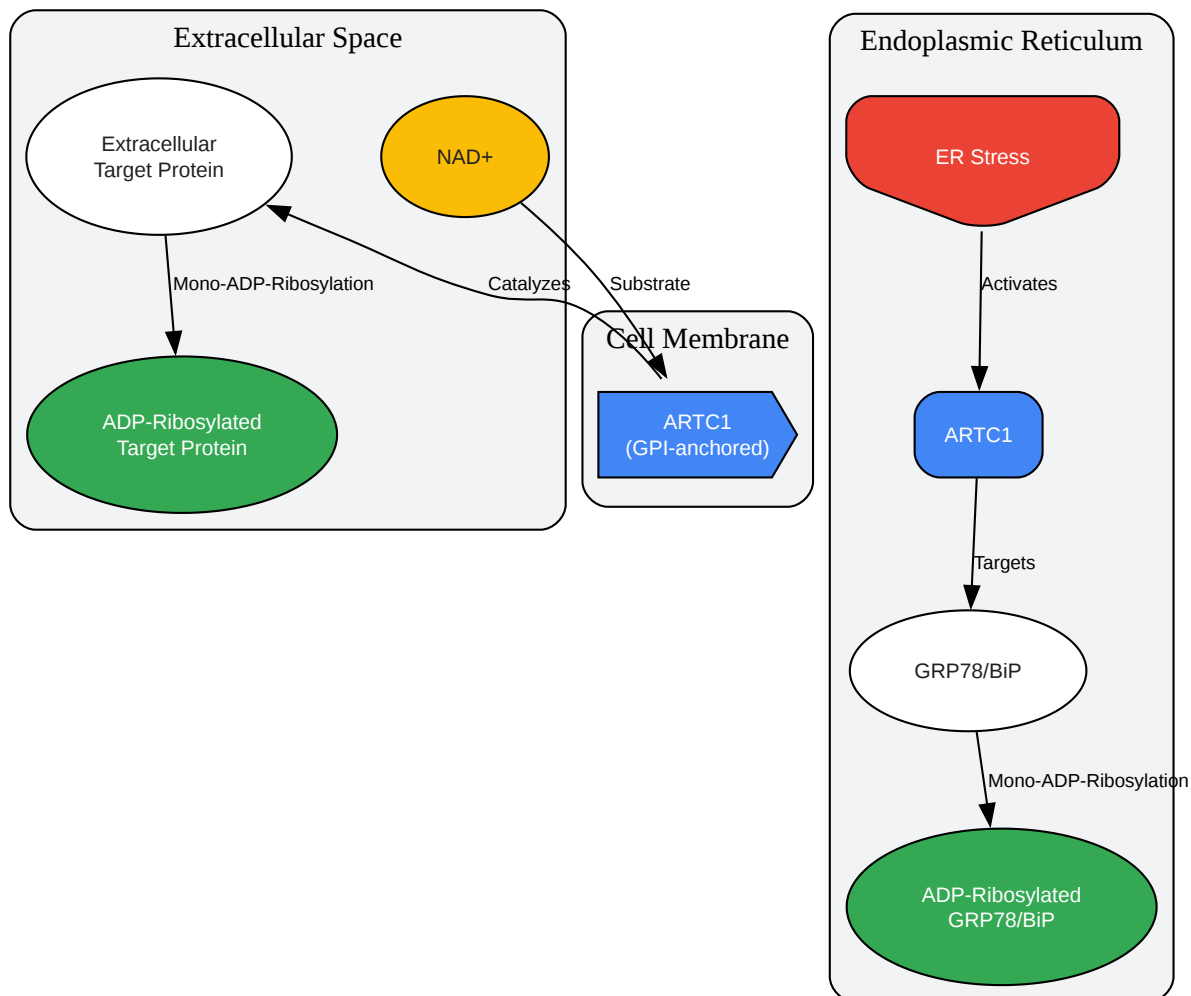 Extracellular Space
Extracellular
Target Protein
NAD+
Catalyzes
Substrate
Mono-ADP-Ribosylation
ADP-Ribosylated
Target Protein
Cell Membrane
ARTC1
(GPI-anchored)
Endoplasmic Reticulum
ER Stress
Activates
ARTC1
Targets
GRP78/BiP
Mono-ADP-Ribosylation
ADP-Ribosylated
GRP78/BiP